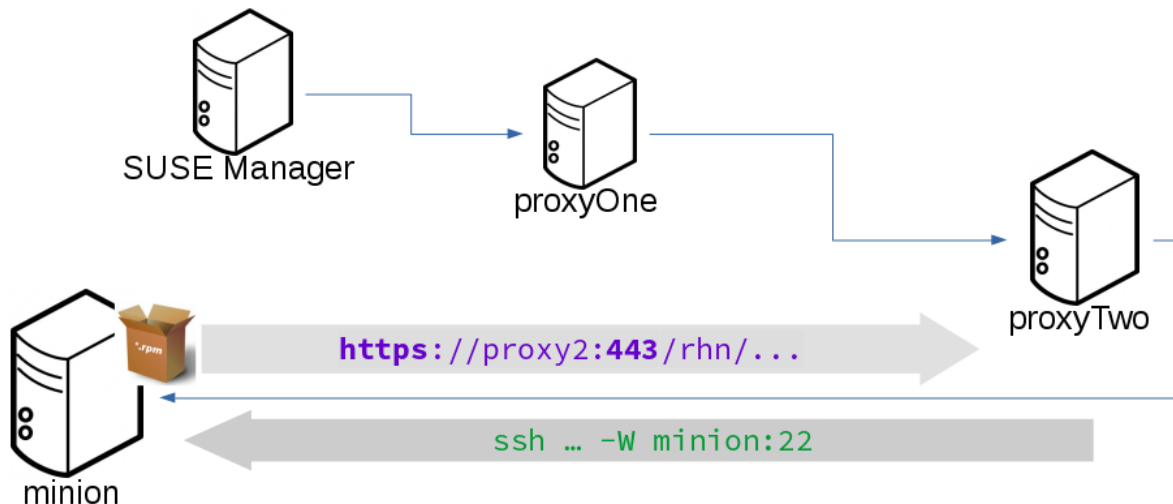 SUSE Manager
proxyOne
proxyTwo
*.rpm
https://proxy2:443/rhn/...
ssh … -W minion:22
minion